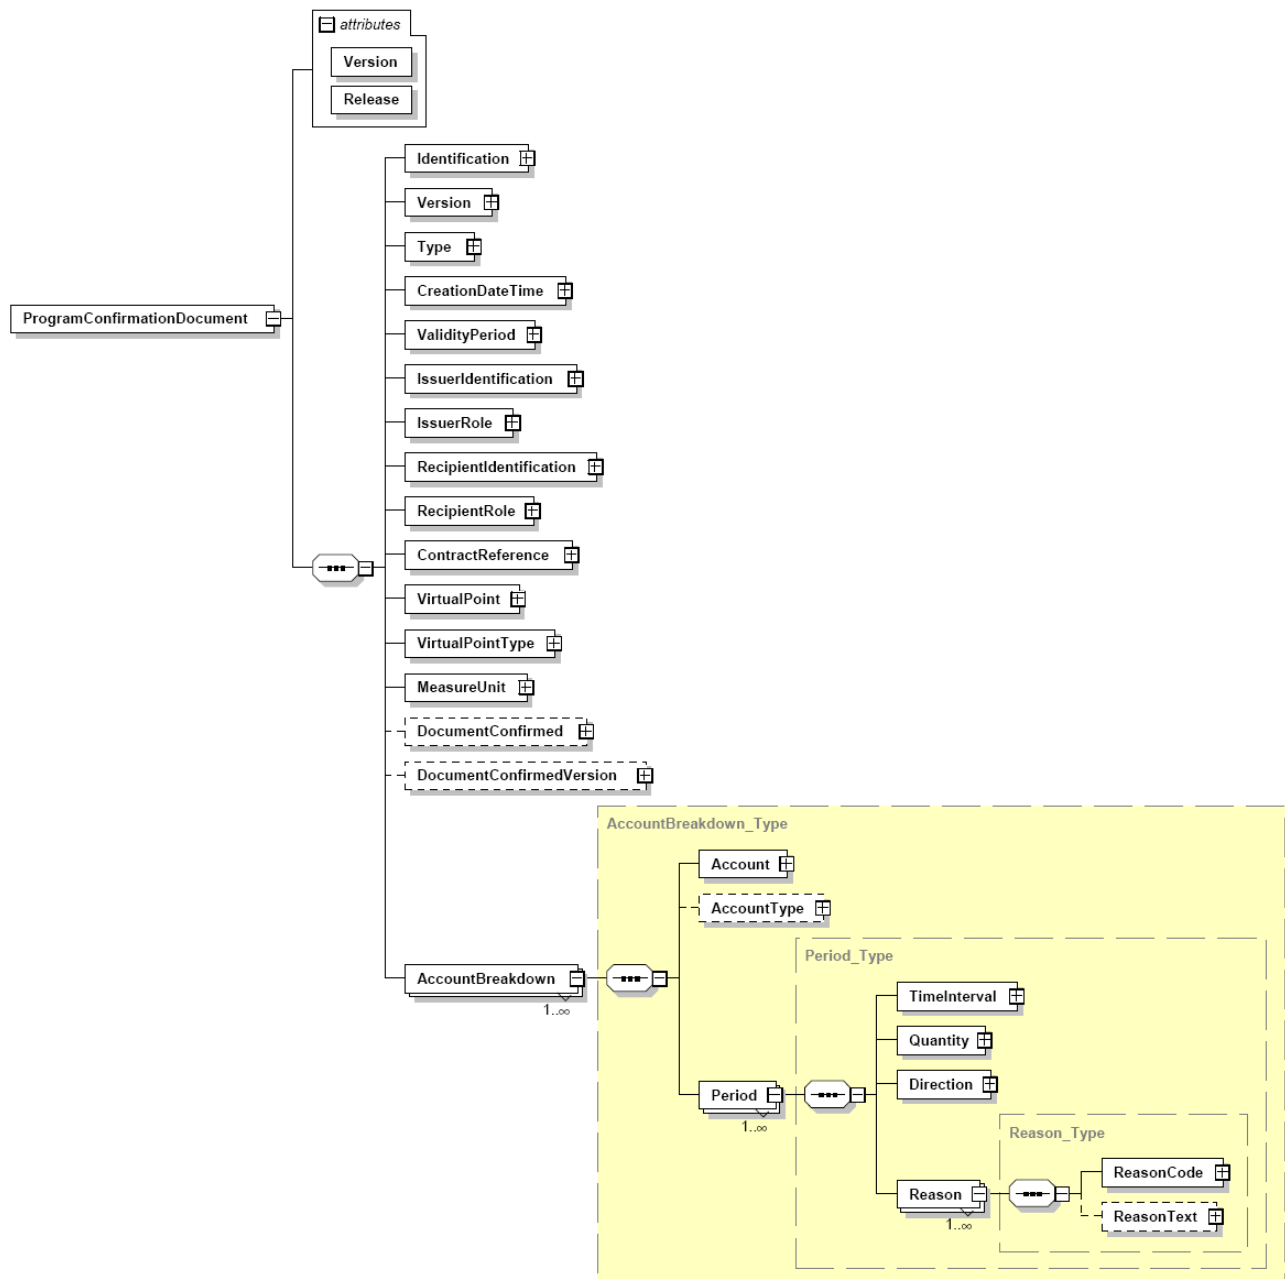 attributes
Version
Release
Identification
Version
Type
CreationDateTime
ProgramConfirmationDocument
ValidityPeriod
IssuerIdentification
IssuerRole
RecipientIdentification
RecipientRole
ContractReference
VirtualPoint
VirtualPointType
MeasureUnit
DocumentConfirmed
DocumentConfirmedVersion
AccountBreakdown_Type
Account
AccountType
Period_Type
AccountBreakdown
1..∞
TimeInterval
Quantity
Direction
Period
1..∞
Reason_Type
ReasonCode
Reason
1..∞
ReasonText